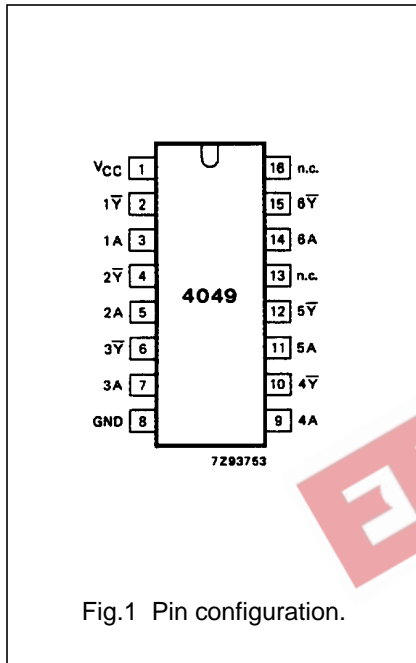 VCC 1 16 n.c.
1Y̅ 2 15 6Y̅
1A 3 14 6A
2Y̅ 4 13 n.c.
4049
2A 5 12 5Y̅
3Y̅ 6 11 5A
3A 7 10 4Y̅
GND 8 9 4A
7Z93753
Fig.1 Pin configuration.